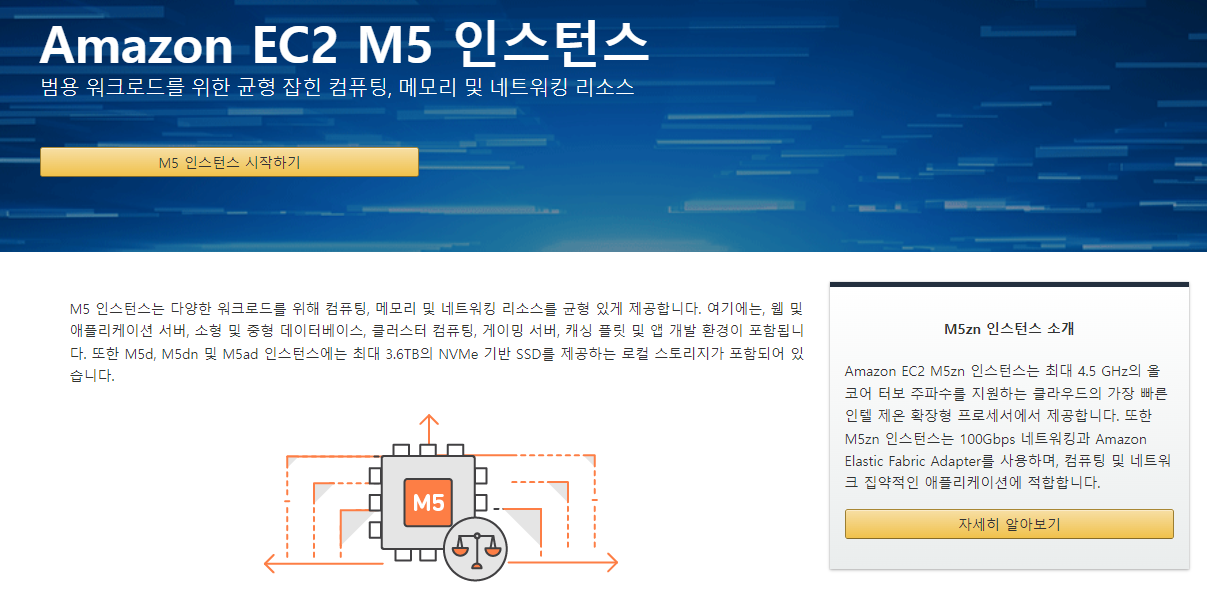 Amazon EC2 M5 인스턴스
범용 워크로드를 위한 균형 잡힌 컴퓨팅, 메모리 및 네트워킹 리소스
M5 인스턴스 시작하기
M5 인스턴스는 다양한 워크로드를 위해 컴퓨팅, 메모리 및 네트워킹 리소스를 균형 있게 제공합니다. 여기에는, 웹 및
애플리케이션 서버, 소형 및 중형 데이터베이스, 클러스터 컴퓨팅, 게이밍 서버, 캐싱 플릿 및 앱 개발 환경이 포함됩니
다. 또한 M5d, M5dn 및 M5ad 인스턴스에는 최대 3.6TB의 NVMe 기반 SSD를 제공하는 로컬 스토리지가 포함되어 있
습니다.
M5
M5zn 인스턴스 소개
Amazon EC2 M5zn 인스턴스는 최대 4.5 GHz의 올
코어 터보 주파수를 지원하는 클라우드의 가장 빠른
인텔 제온 확장형 프로세서에서 제공합니다. 또한
M5zn 인스턴스는 100Gbps 네트워킹과 Amazon
Elastic Fabric Adapter를 사용하며, 컴퓨팅 및 네트워
크 집약적인 애플리케이션에 적합합니다.
자세히 알아보기